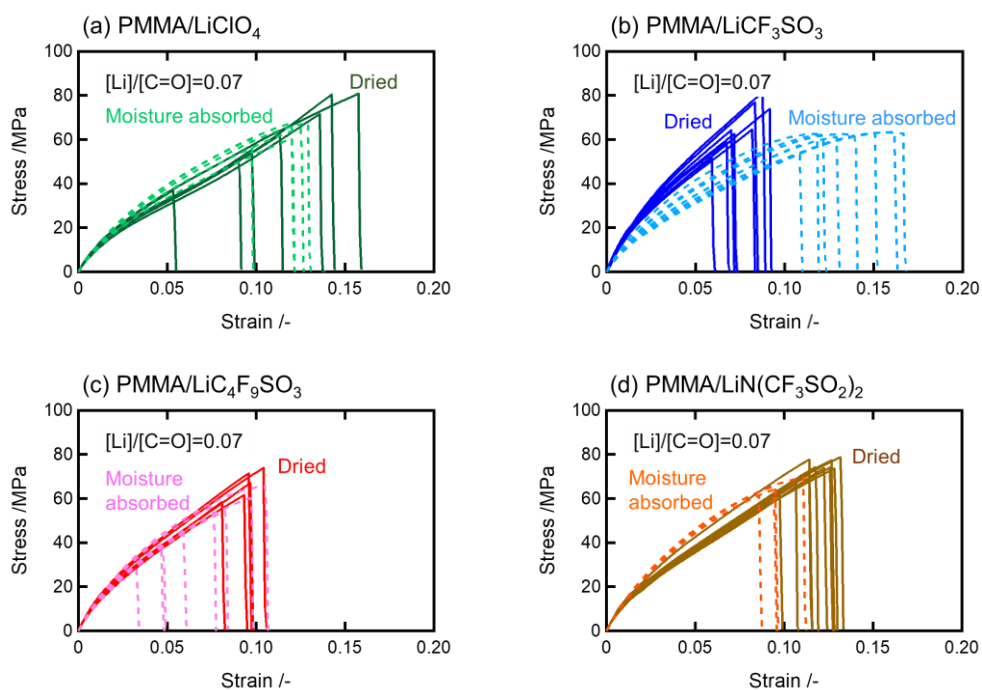 (a) PMMA/LiClO₄
100
80
60
40
20
0
Stress /MPa
[Li]/[C=O]=0.07
Dried
Moisture absorbed
0
0.05
0.10
0.15
0.20
Strain /-
(b) PMMA/LiCF₃SO₃
100
80
60
40
20
0
Stress /MPa
[Li]/[C=O]=0.07
Dried
Moisture absorbed
0
0.05
0.10
0.15
0.20
Strain /-
(c) PMMA/LiC₄F₉SO₃
100
80
60
40
20
0
Stress /MPa
[Li]/[C=O]=0.07
Moisture
absorbed
Dried
0
0.05
0.10
0.15
0.20
Strain /-
(d) PMMA/LiN(CF₃SO₂)₂
100
80
60
40
20
0
Stress /MPa
[Li]/[C=O]=0.07
Moisture
absorbed
Dried
0
0.05
0.10
0.15
0.20
Strain /-